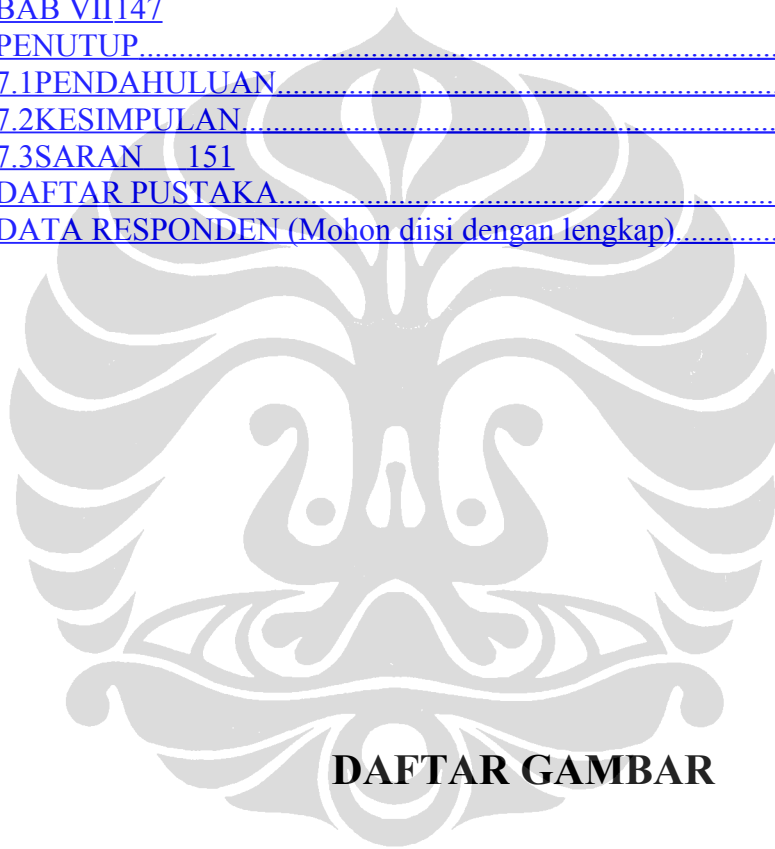 BAB VII147
PENUTUP..........................................................................................
7.1PENDAHULUAN..........................................................................
7.2KESIMPULAN..............................................................................
7.3SARAN 151
DAFTAR PUSTAKA.........................................................................
DATA RESPONDEN (Mohon diisi dengan lengkap)................
DAFTAR GAMBAR